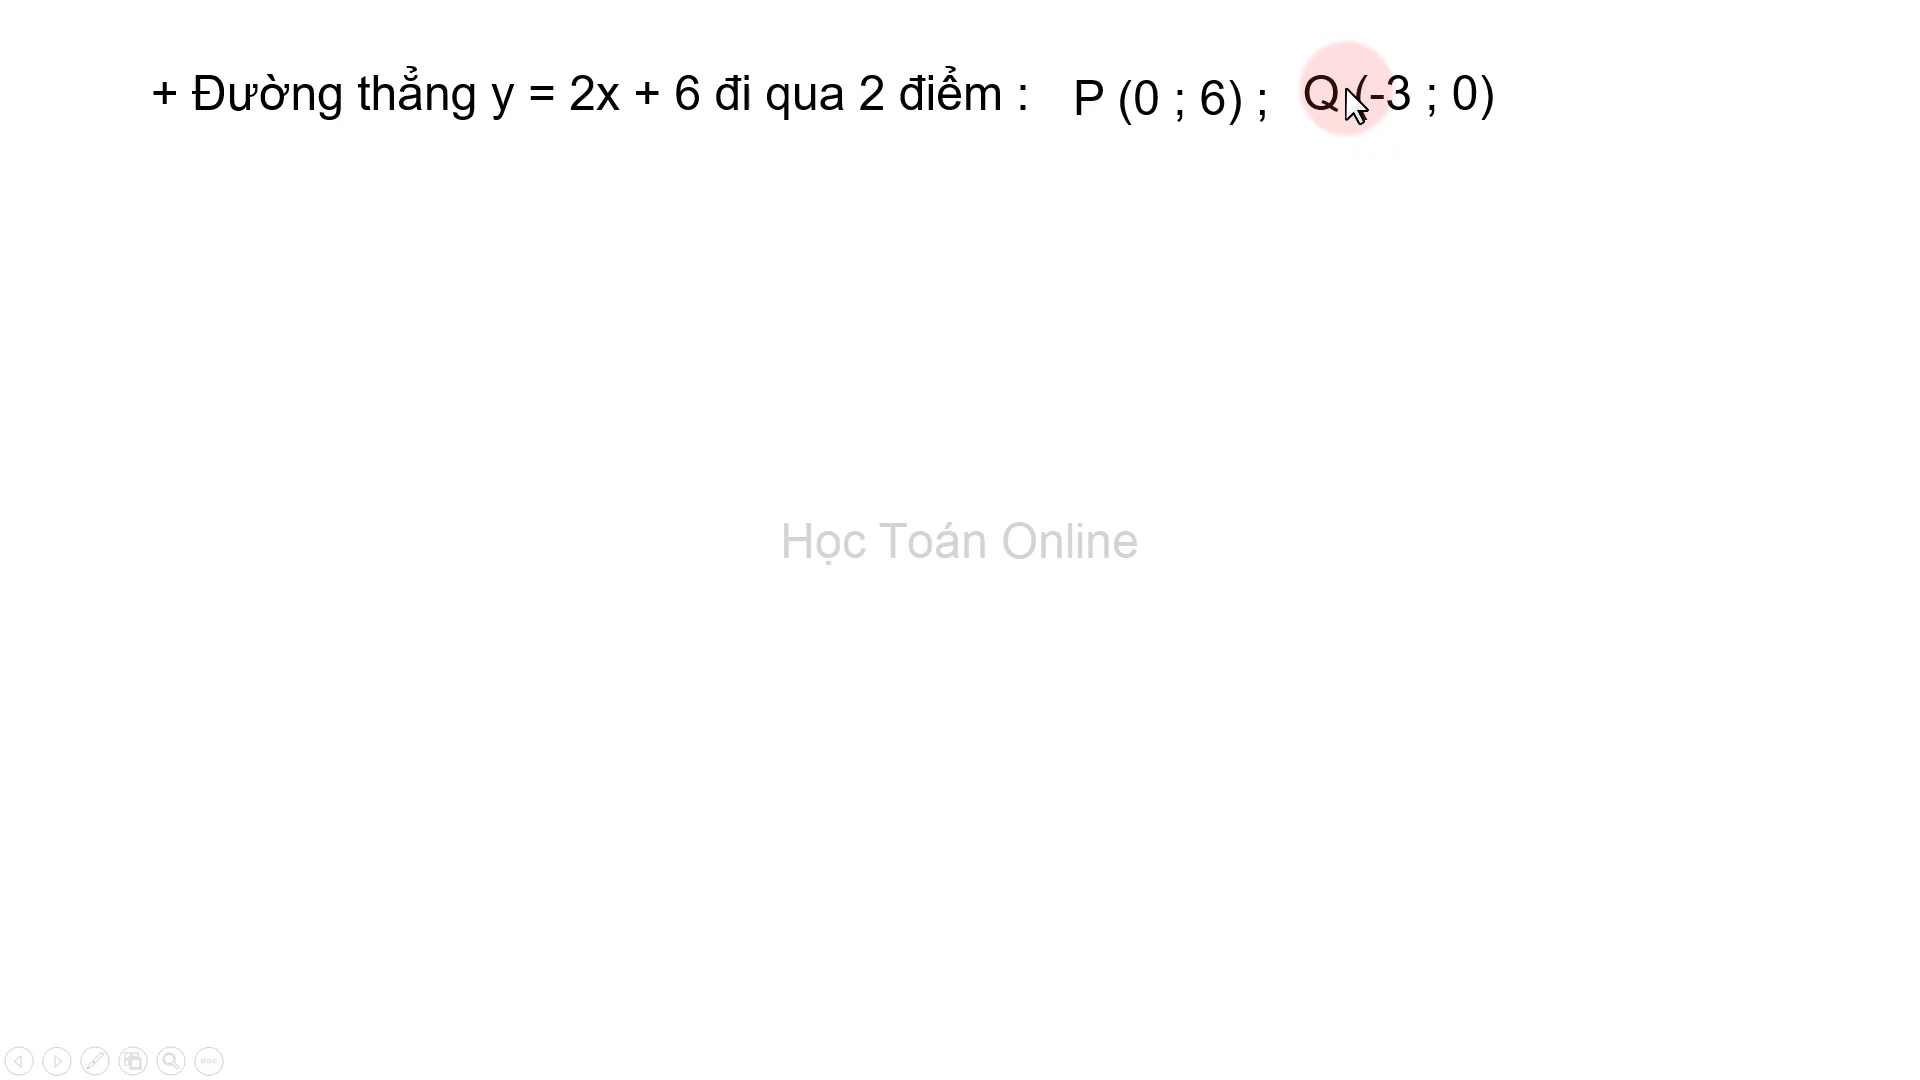 + Đường thẳng y = 2x + 6 đi qua 2 điểm : P (0 ; 6) ; Q (-3 ; 0)
Học Toán Online